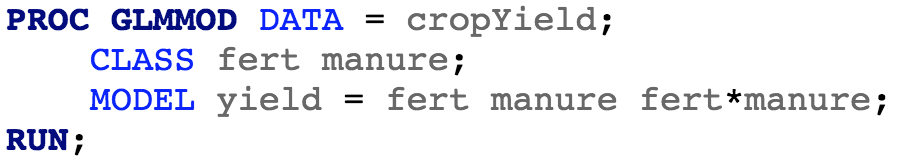 PROC GLMMOD DATA = cropYield;
CLASS fert manure;
MODEL yield = fert manure fert*manure;
RUN;